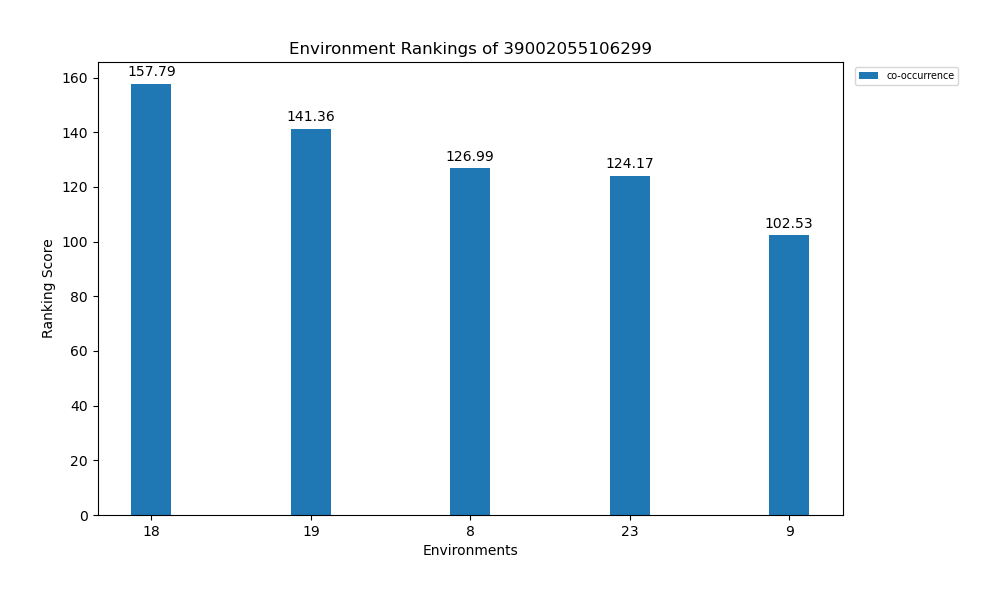 Environment Rankings of 39002055106299
co-occurrence
157.79
141.36
126.99
124.17
102.53
160
140
120
100
80
60
40
20
0
Ranking Score
18 19 8 23 9
Environments